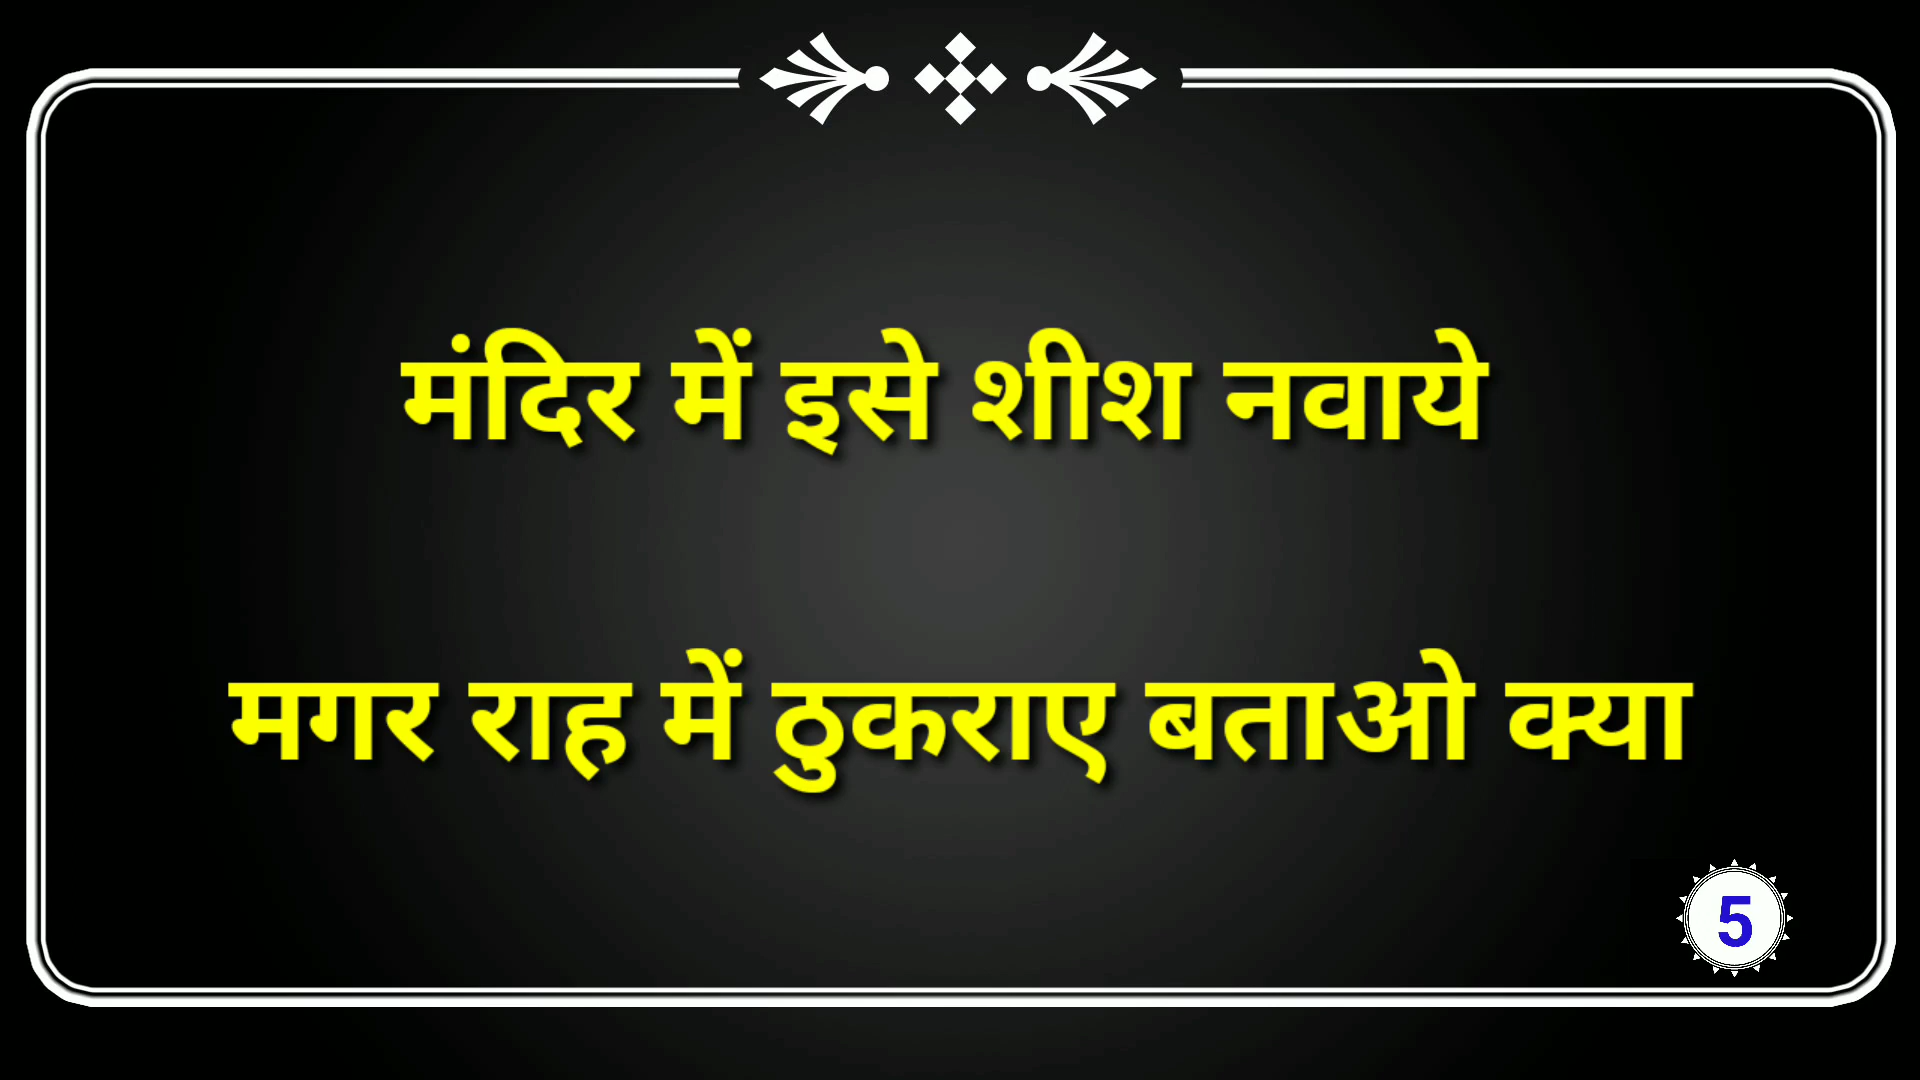 मंदिर में इसे शीश नवाये
मगर राह में ठुकराए बताओ क्या
5